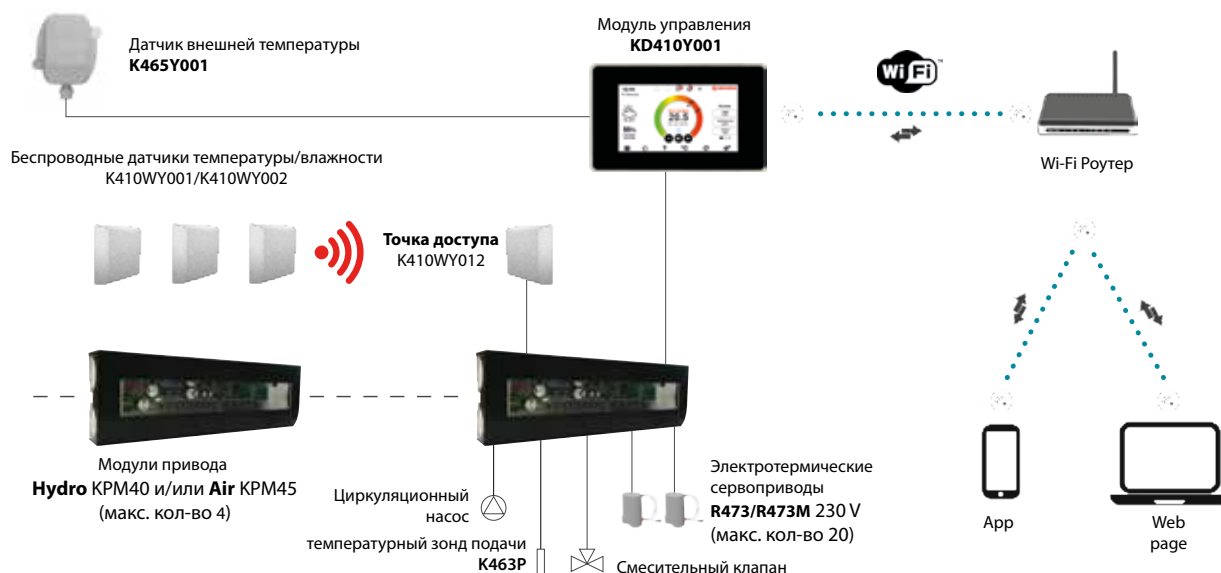 Датчик внешней температуры
K465Y001
Модуль управления
KD410Y001
Wi Fi
20.5
Wi-Fi Роутер
Беспроводные датчики температуры/влажности
K410WY001/K410WY002
Точка доступа
K410WY012
Модули привода
Hydro KPM40 и/или Air KPM45
(макс. кол-во 4)
Циркуляционный
насос
температурный зонд подачи
K463P
Смесительный клапан
Электротермические
сервоприводы
R473/R473M 230 V
(макс. кол-во 20)
App
Web
page